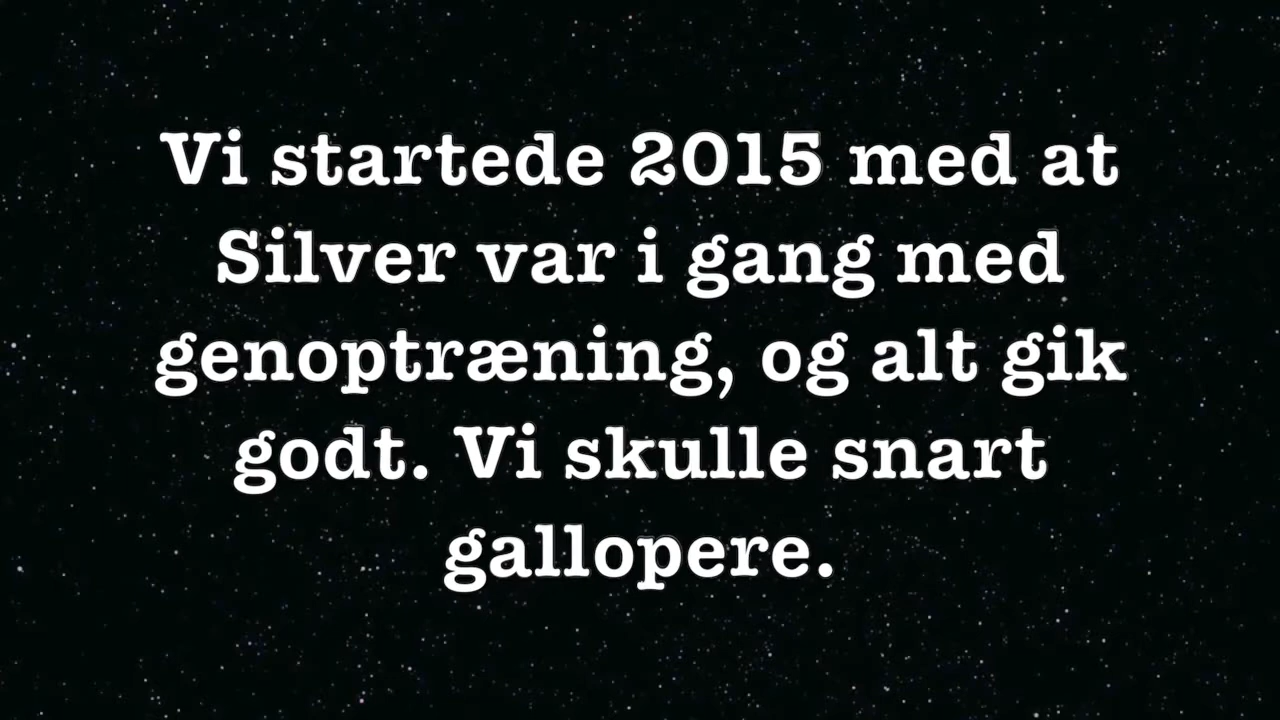 Vi startede 2015 med at
Silver var i gang med
genoptræning, og alt gik
godt. Vi skulle snart
gallopere.